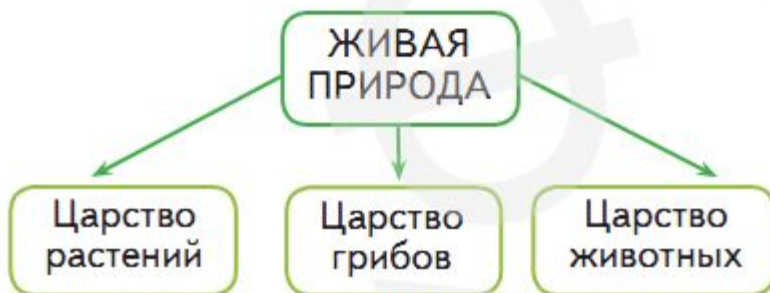 ЖИВАЯ
ПРИРОДА
Царство
растений
Царство
грибов
Царство
животных